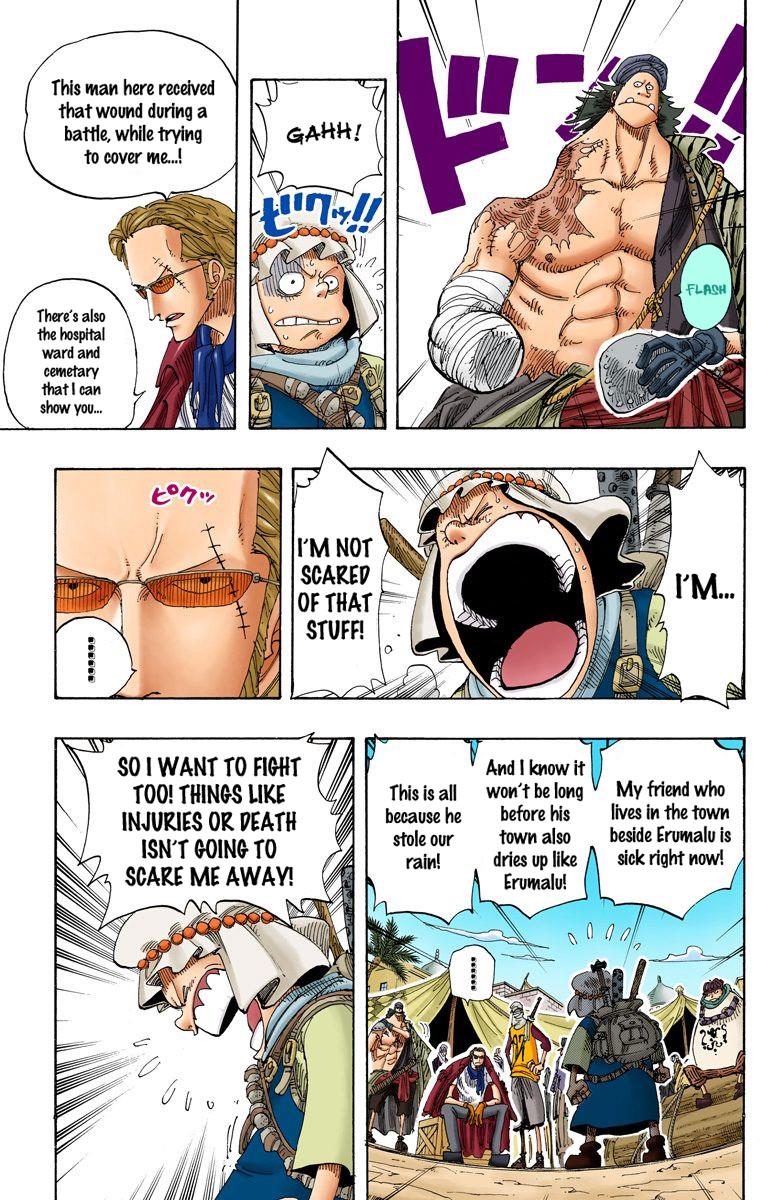 ドンッ!!
FLASH
GAHH!
ビクッ!!
This man here received
that wound during a
battle, while trying
to cover me...!
There's also
the hospital
ward and
cemetary
that I can
show you...
I'M...
I'M NOT
SCARED
OF THAT
STUFF!
ピクッ
......
My friend who
lives in the town
beside Erumalu is
sick right now!
And I know it
won't be long
before his
town also
dries up like
Erumalu!
This is all
because he
stole our
rain!
......
SO I WANT TO FIGHT
TOO! THINGS LIKE
INJURIES OR DEATH
ISN'T GOING TO
SCARE ME AWAY!